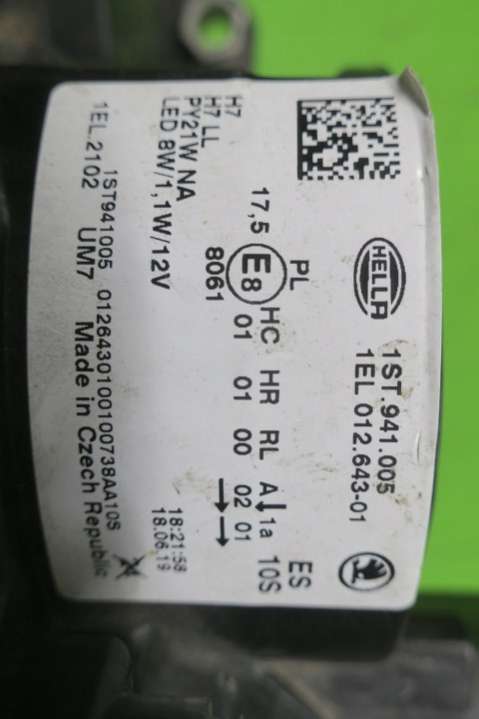 HELLA
1ST.941.005
1EL 012.643-01
PL
ES
10S
HC HR RL A 1a
17,5 E8 01 01 00 02 01
8061
H7
H7 LL
PY21W NA
LED 8W/1,1W/12V
18:21:58
18.06.19
1ST941005 0126430100100738AA10S
1EL.2102 UM7 Made in Czech Republic